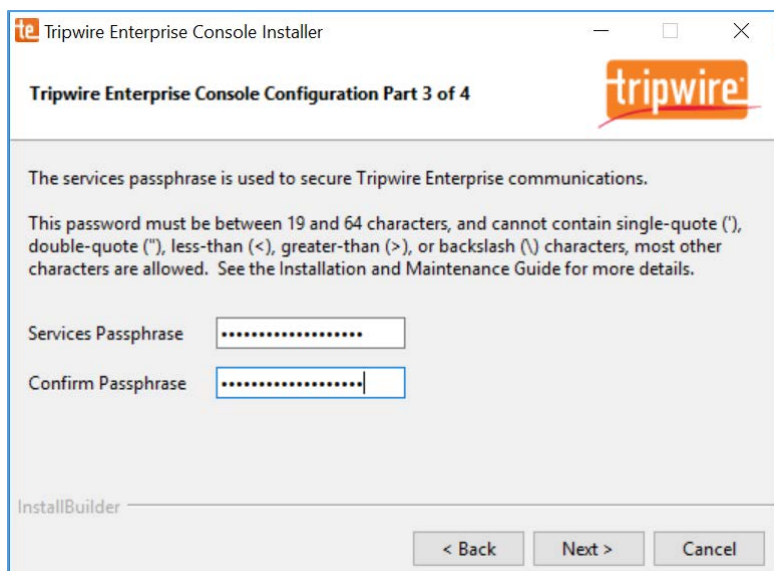 te Tripwire Enterprise Console Installer
Tripwire Enterprise Console Configuration Part 3 of 4
tripwire
The services passphrase is used to secure Tripwire Enterprise communications.
This password must be between 19 and 64 characters, and cannot contain single-quote ('),
double-quote ("), less-than (<), greater-than (>), or backslash (\) characters, most other
characters are allowed.  See the Installation and Maintenance Guide for more details.
Services Passphrase •••••••••••••••••••
Confirm Passphrase •••••••••••••••••••
InstallBuilder
< Back Next > Cancel